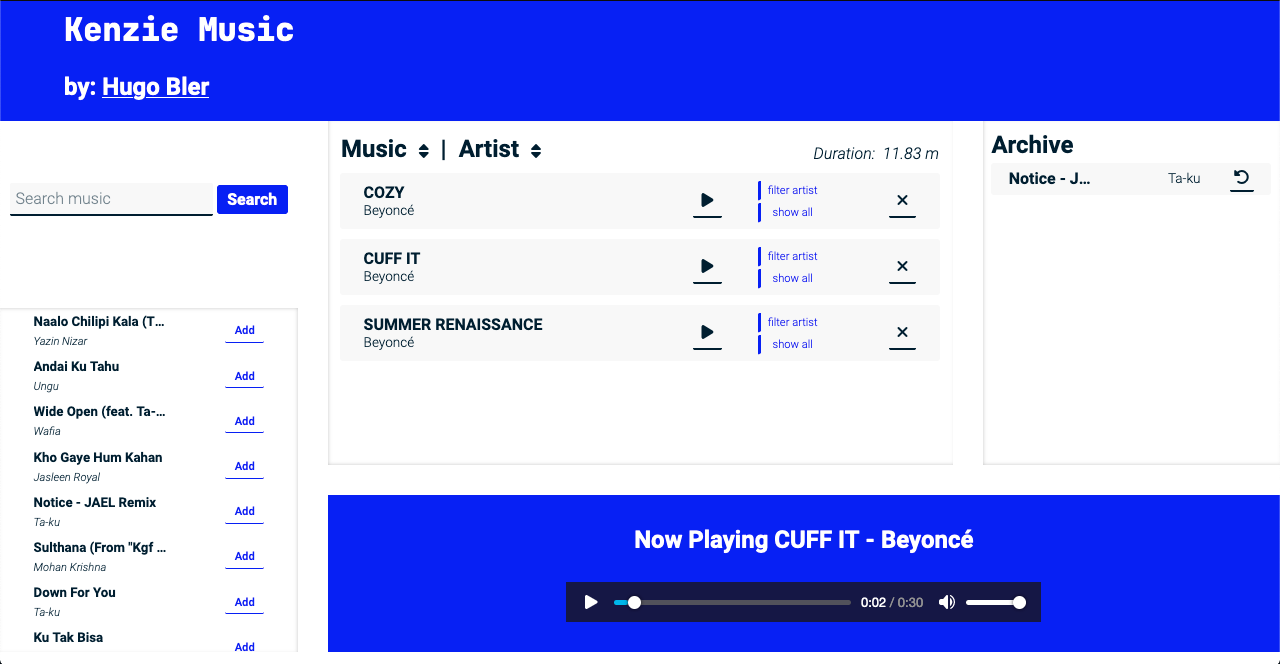 Kenzie Music
by: Hugo Bler
Search music
Search
Naalo Chilipi Kala (T...
Yazin Nizar
Add
Andai Ku Tahu
Ungu
Add
Wide Open (feat. Ta-...
Wafia
Add
Kho Gaye Hum Kahan
Jasleen Royal
Add
Notice - JAEL Remix
Ta-ku
Add
Sulthana (From "Kgf ...
Mohan Krishna
Add
Down For You
Ta-ku
Add
Ku Tak Bisa
Add
Music | Artist
Duration: 11.83 m
COZY
Beyoncé
filter artist
show all
CUFF IT
Beyoncé
filter artist
show all
SUMMER RENAISSANCE
Beyoncé
filter artist
show all
Archive
Notice - J... Ta-ku
Now Playing CUFF IT - Beyoncé
0:02 / 0:30